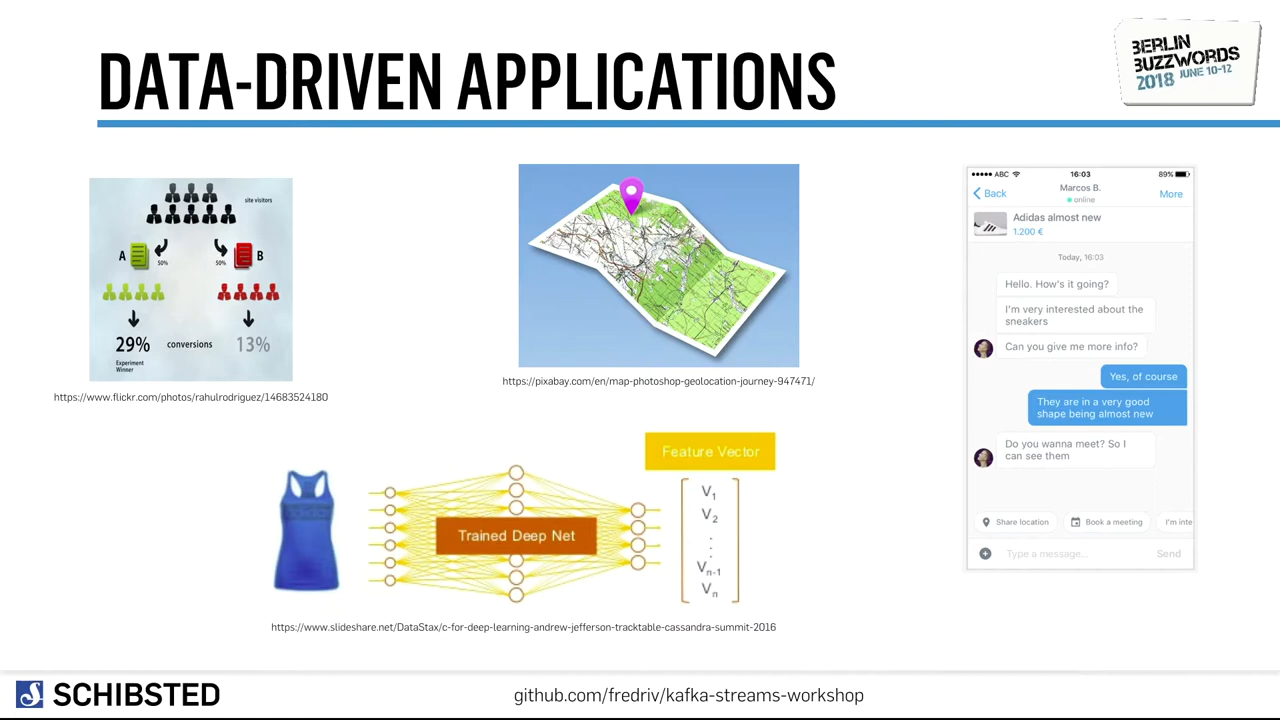 DATA-DRIVEN APPLICATIONS
BERLIN
BUZZWORDS
2018 JUNE 10-12
site visitors
A
50%
50%
B
29%
conversions
13%
Experiment
Winner
https://www.flickr.com/photos/rahulrodriguez/14683524180
https://pixabay.com/en/map-photoshop-geolocation-journey-947471/
ABC
16:03
89%
Back
Marcos B.
online
More
Adidas almost new
1.200 €
Today, 16:03
Hello. How's it going?
I'm very interested about the
sneakers
Can you give me more info?
Yes, of course
They are in a very good
shape being almost new
Do you wanna meet? So I
can see them
Share location
Book a meeting
I'm inte
Type a message...
Send
Feature Vector
Trained Deep Net
V1
V2
.
.
.
Vn-1
Vn
https://www.slideshare.net/DataStax/c-for-deep-learning-andrew-jefferson-tracktable-cassandra-summit-2016
SCHIBSTED
github.com/fredriv/kafka-streams-workshop